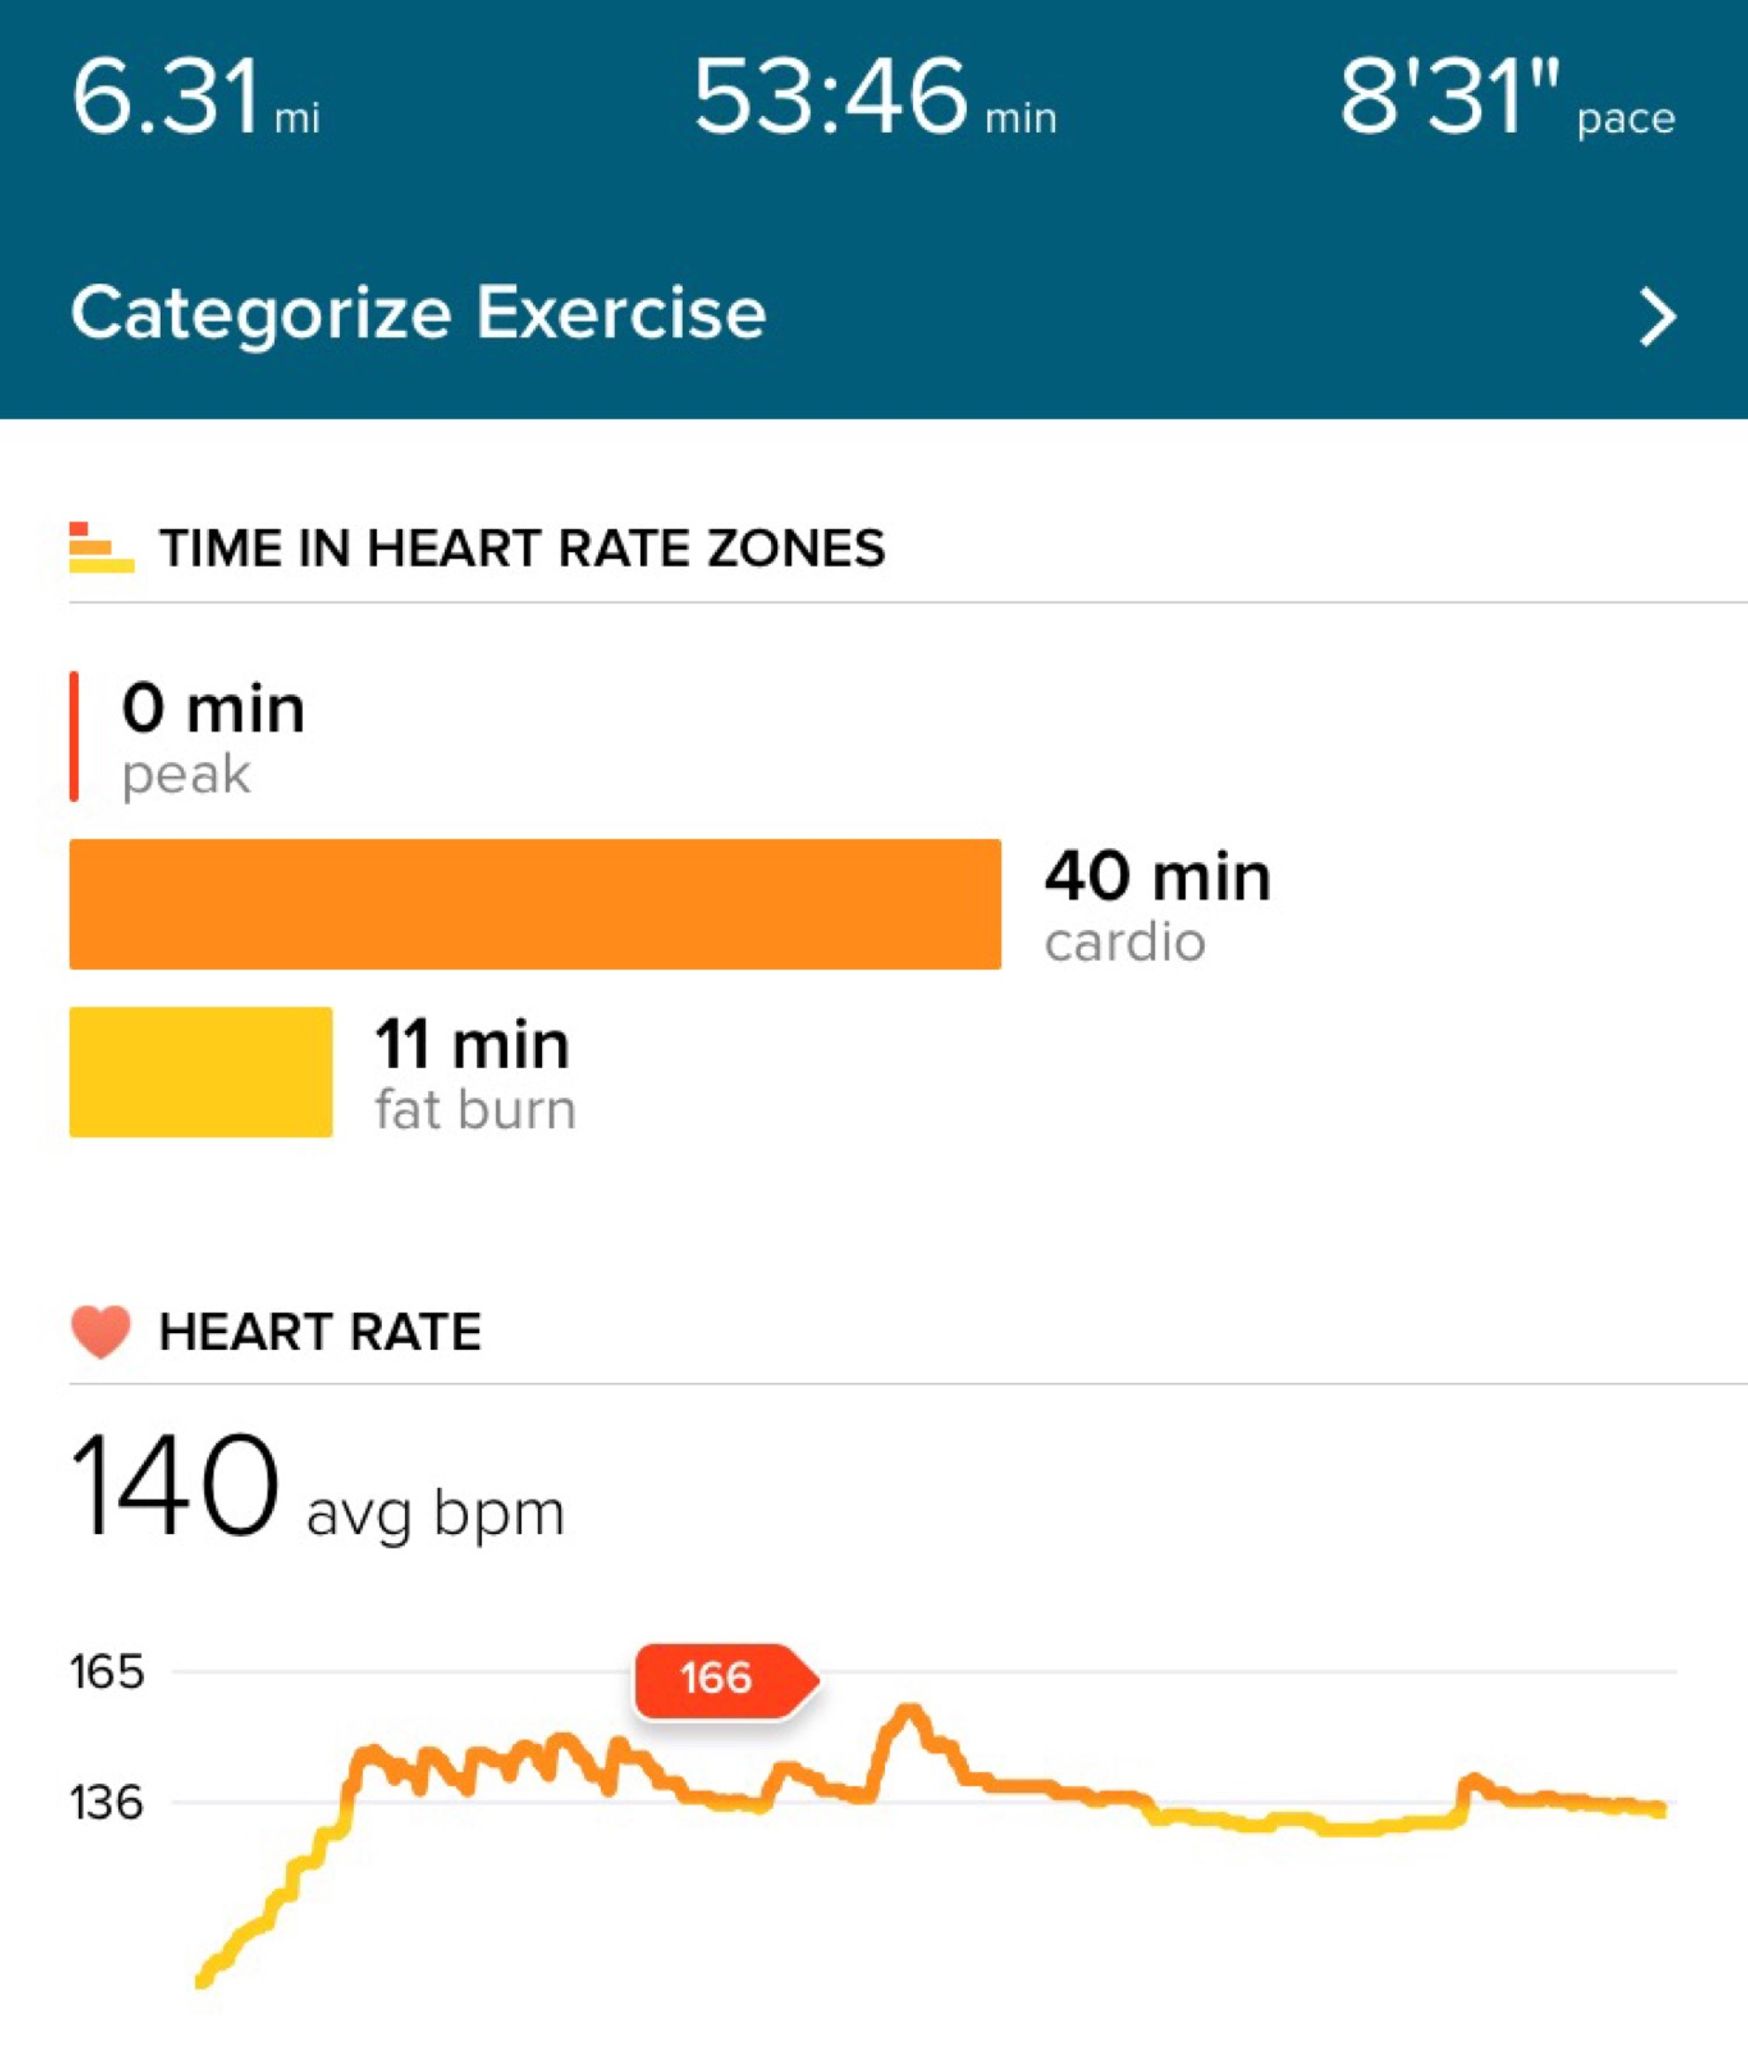 6.31 mi 53:46 min 8'31" pace
Categorize Exercise
TIME IN HEART RATE ZONES
0 min
peak
40 min
cardio
11 min
fat burn
HEART RATE
140 avg bpm
165
166
136